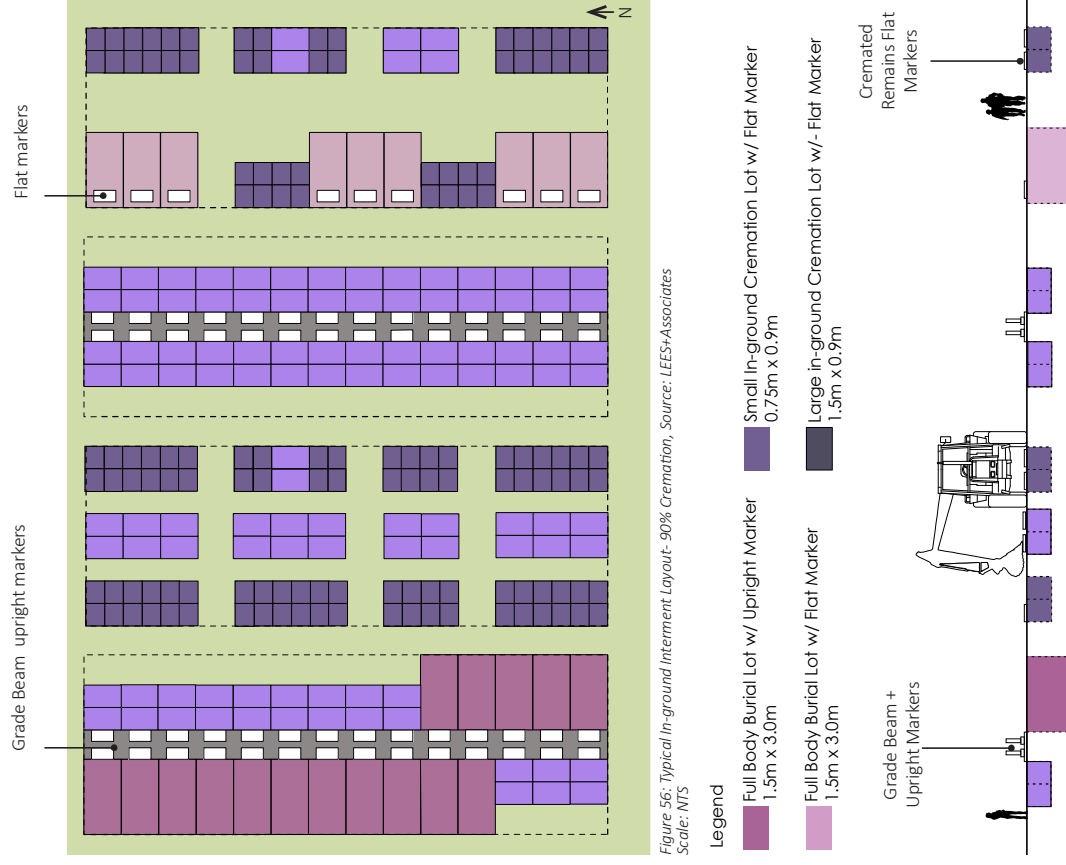 Grade Beam upright markers
Flat markers
N
Figure 56: Typical In-ground Interment Layout- 90% Cremation, Source: LEES+Associates
Scale: NTS
Legend
Full Body Burial Lot w/ Upright Marker
1.5m x 3.0m
Full Body Burial Lot w/ Flat Marker
1.5m x 3.0m
Small In-ground Cremation Lot w/ Flat Marker
0.75m x 0.9m
Large in-ground Cremation Lot w/- Flat Marker
1.5m x 0.9m
Grade Beam +
Upright Markers
Cremated
Remains Flat
Markers